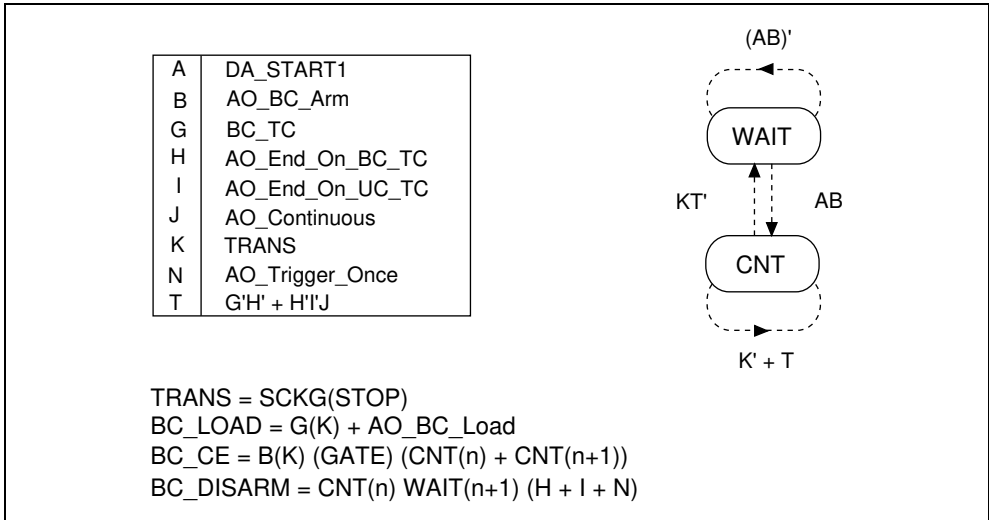 A DA_START1
B AO_BC_Arm
G BC_TC
H AO_End_On_BC_TC
I AO_End_On_UC_TC
J AO_Continuous
K TRANS
N AO_Trigger_Once
T G'H' + H'I'J
(AB)'
WAIT
KT'
AB
CNT
K' + T
TRANS = SCKG(STOP)
BC_LOAD = G(K) + AO_BC_Load
BC_CE = B(K) (GATE) (CNT(n) + CNT(n+1))
BC_DISARM = CNT(n) WAIT(n+1) (H + I + N)